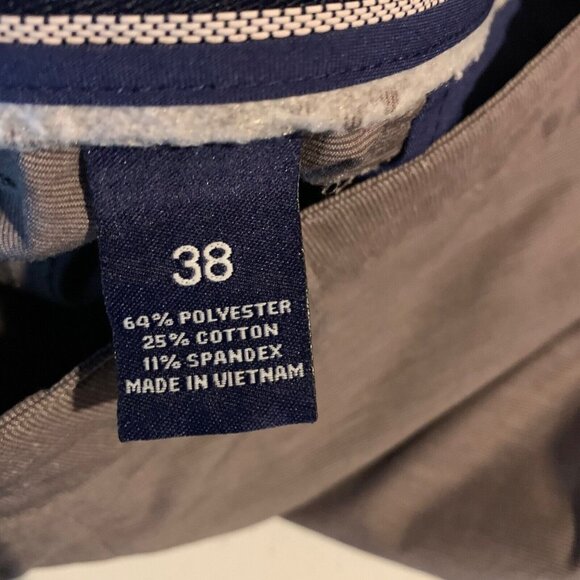 38
64% POLYESTER
25% COTTON
11% SPANDEX
MADE IN VIETNAM